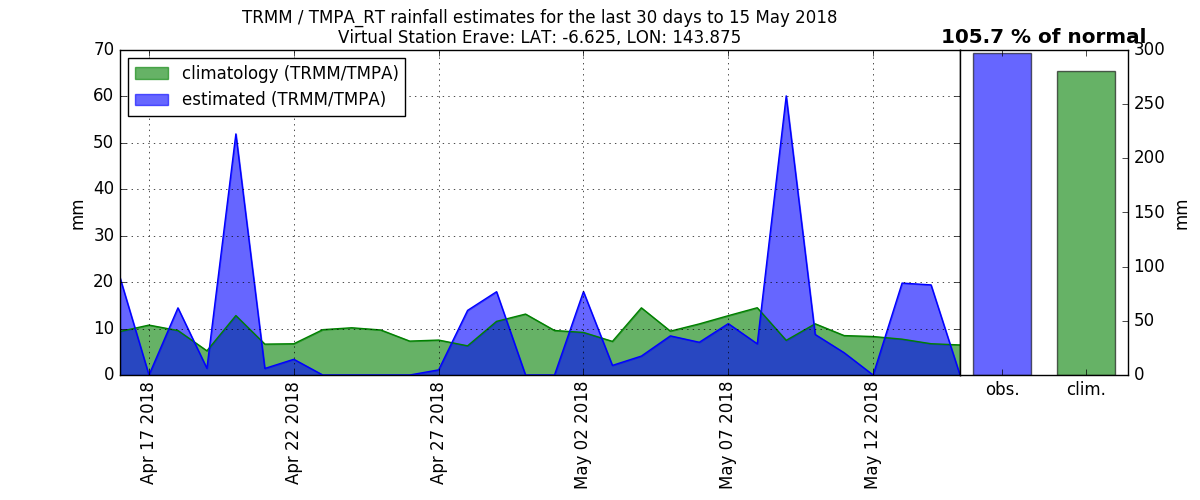 TRMM / TMPA_RT rainfall estimates for the last 30 days to 15 May 2018
Virtual Station Erave: LAT: -6.625, LON: 143.875
105.7 % of normal
climatology (TRMM/TMPA)
estimated (TRMM/TMPA)
70
60
50
40
30
20
10
0
mm
Apr 17 2018
Apr 22 2018
Apr 27 2018
May 02 2018
May 07 2018
May 12 2018
300
250
200
150
100
50
0
mm
obs.
clim.